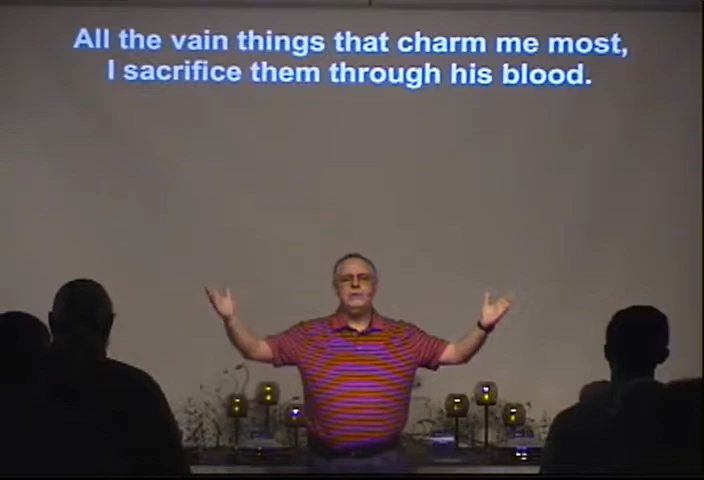 All the vain things that charm me most,
I sacrifice them through his blood.